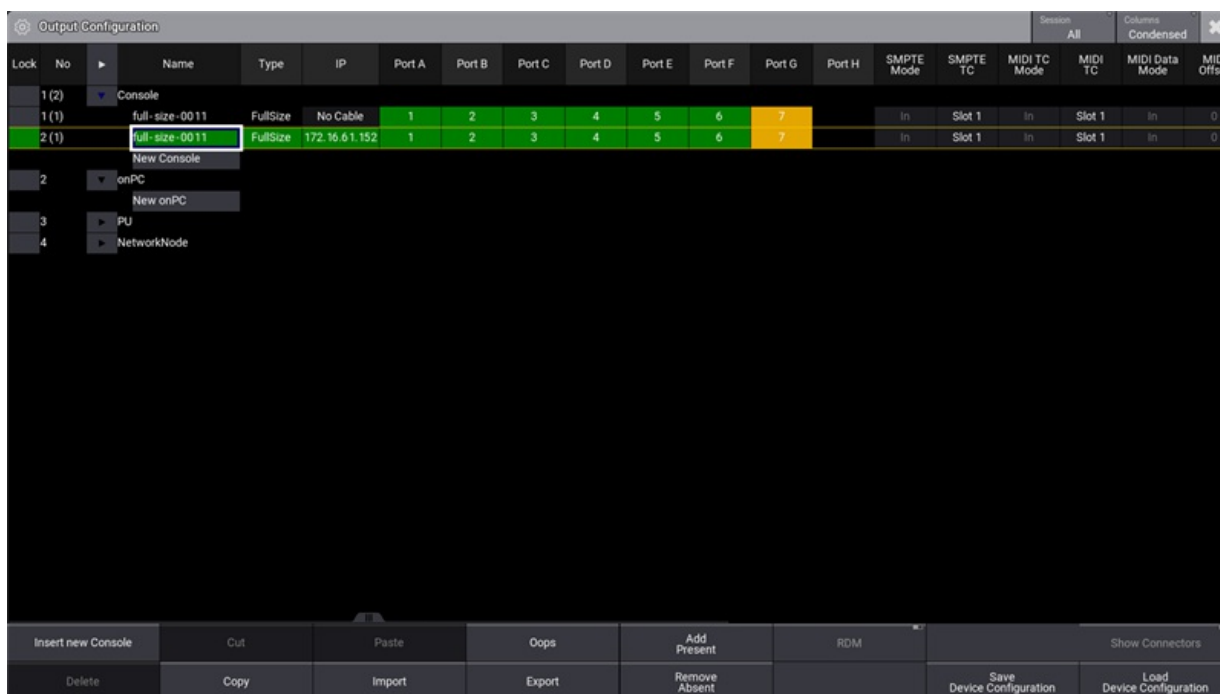 Output Configuration Session All Columns Condensed
Lock No Name Type IP Port A Port B Port C Port D Port E Port F Port G Port H SMPTE Mode SMPTE TC MIDI TC Mode MIDI TC MIDI Data Mode MID Offs
1 (2) Console
1 (1) full-size-0011 FullSize No Cable 1 2 3 4 5 6 7 In Slot 1 In Slot 1 In 0
2 (1) full-size-0011 FullSize 172.16.61.152 1 2 3 4 5 6 7 In Slot 1 In Slot 1 In 0
New Console
2 onPC
New onPC
3 PU
4 NetworkNode
Insert new Console Cut Paste Oops Add Present RDM Show Connectors
Delete Copy Import Export Remove Absent Save Device Configuration Load Device Configuration